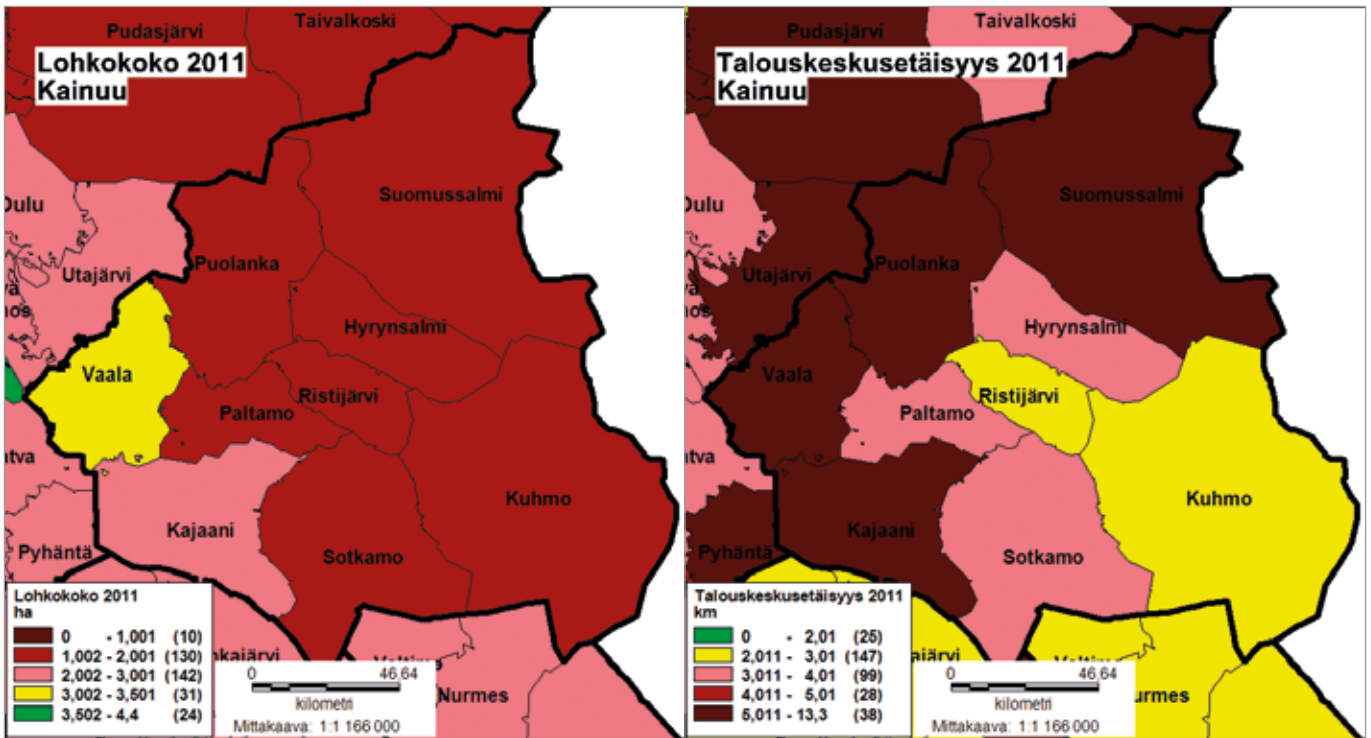 Pudasjärvi
Taivalkoski
Lohkokoko 2011
Kainuu
Suomussalmi
Oulu
Utajärvi
Puolanka
Hyrynsalmi
Vaala
Ristijärvi
Paltamo
Kuhmo
Kajaani
Sotkamo
Pyhäntä
Nurmes
Lohkokoko 2011
ha
0 - 1,001 (10)
1,002 - 2,001 (130)
2,002 - 3,001 (142)
3,002 - 3,501 (31)
3,502 - 4,4 (24)
0 46,64
kilometri
Mittakaava: 1:1 166 000
Pudasjärvi
Taivalkoski
Talouskeskusetäisyys 2011
Kainuu
Suomussalmi
Oulu
Utajärvi
Puolanka
Hyrynsalmi
Vaala
Ristijärvi
Paltamo
Kuhmo
Kajaani
Sotkamo
Pyhäntä
urmes
Talouskeskusetäisyys 2011
km
0 - 2,01 (25)
2,011 - 3,01 (147)
3,011 - 4,01 (99)
4,011 - 5,01 (28)
5,011 - 13,3 (38)
0 46,64
kilometri
Mittakaava: 1:1 166 000